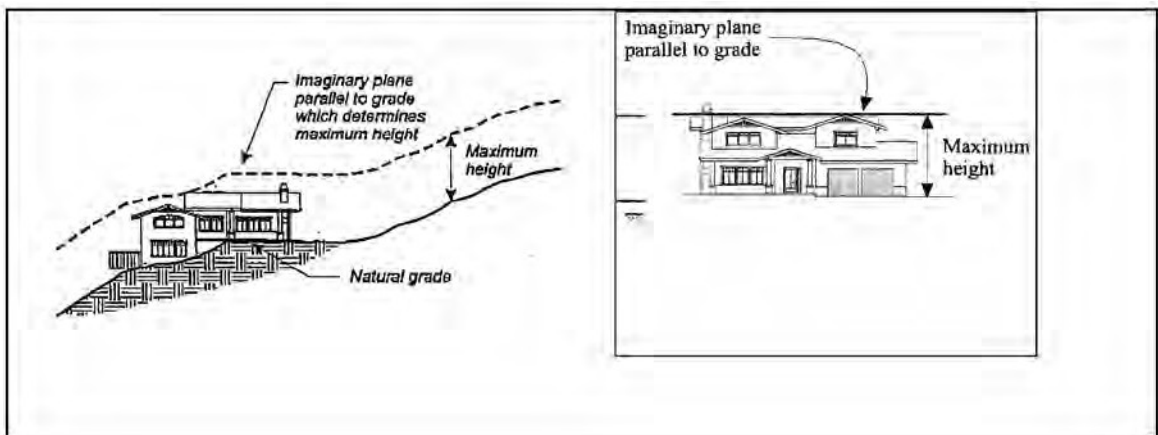 Imaginary plane
parallel to grade
which determines
maximum height
Maximum
height
Natural grade
Imaginary plane
parallel to grade
Maximum
height